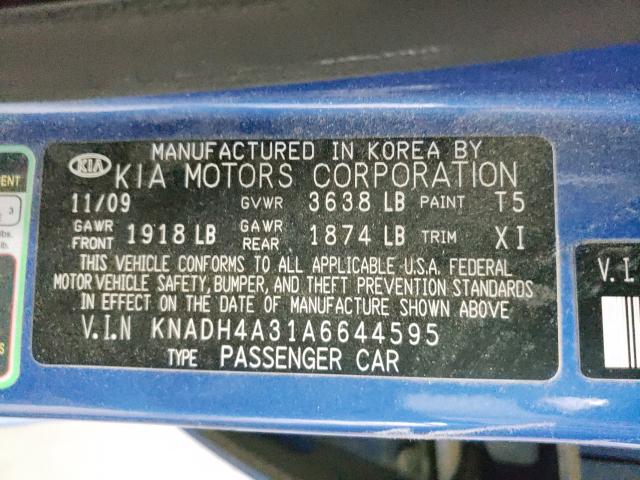 MANUFACTURED IN KOREA BY
KIA KIA MOTORS CORPORATION
11/09 GVWR 3638 LB PAINT T5
GAWR FRONT 1918 LB GAWR REAR 1874 LB TRIM XI
THIS VEHICLE CONFORMS TO ALL APPLICABLE U.S.A. FEDERAL
MOTOR VEHICLE SAFETY, BUMPER, AND THEFT PREVENTION STANDARDS
IN EFFECT ON THE DATE OF MANUFACTURE SHOWN ABOVE
V.I.N KNADH4A31A6644595
TYPE PASSENGER CAR
3
V.I